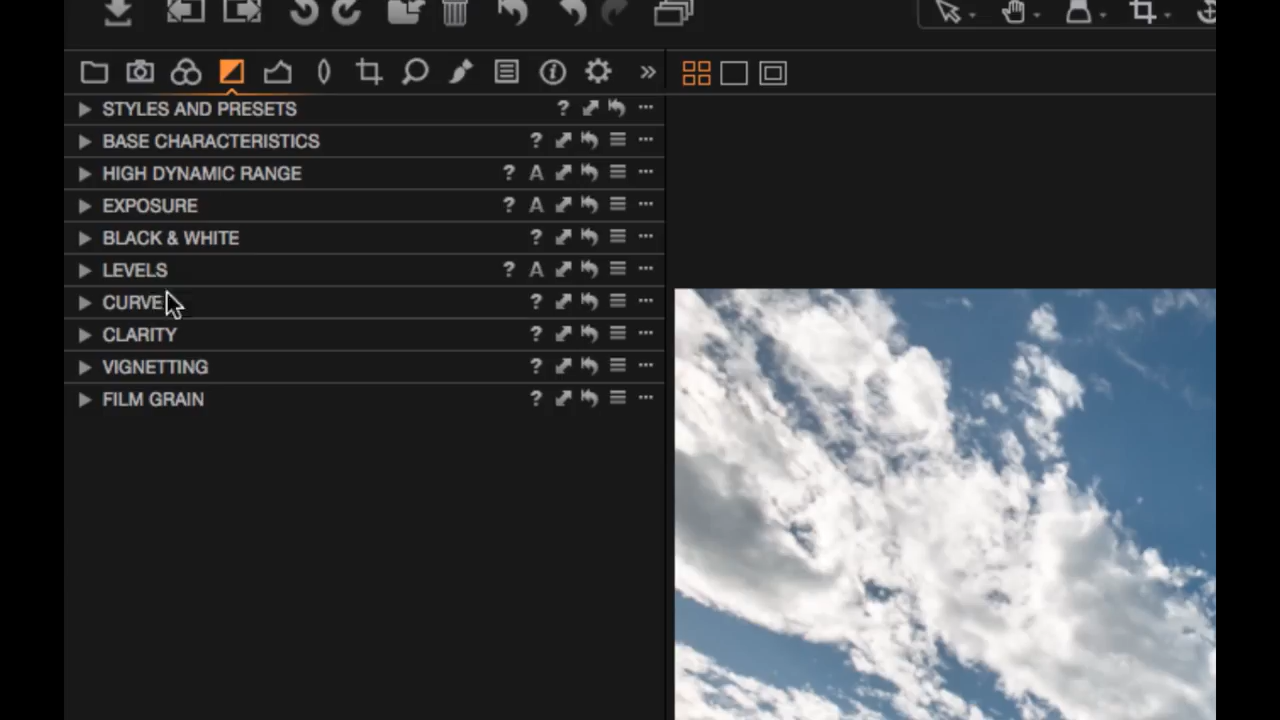 STYLES AND PRESETS ?
BASE CHARACTERISTICS ?
HIGH DYNAMIC RANGE ? A
EXPOSURE ? A
BLACK & WHITE ?
LEVELS ? A
CURVE ?
CLARITY ?
VIGNETTING ?
FILM GRAIN ?